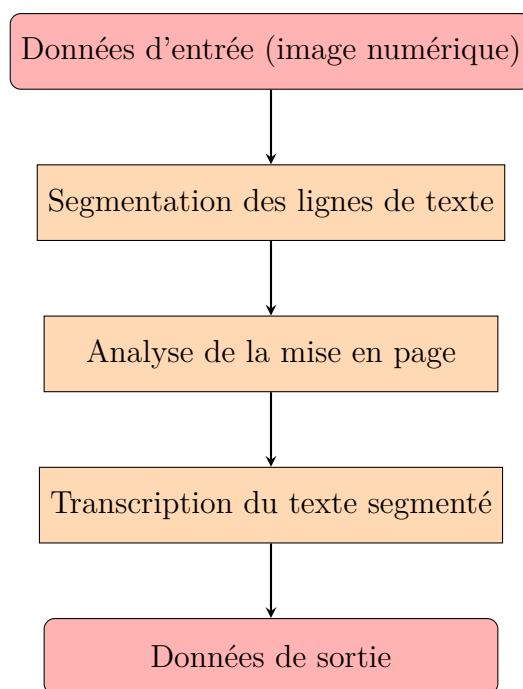 Données d'entrée (image numérique)
Segmentation des lignes de texte
Analyse de la mise en page
Transcription du texte segmenté
Données de sortie